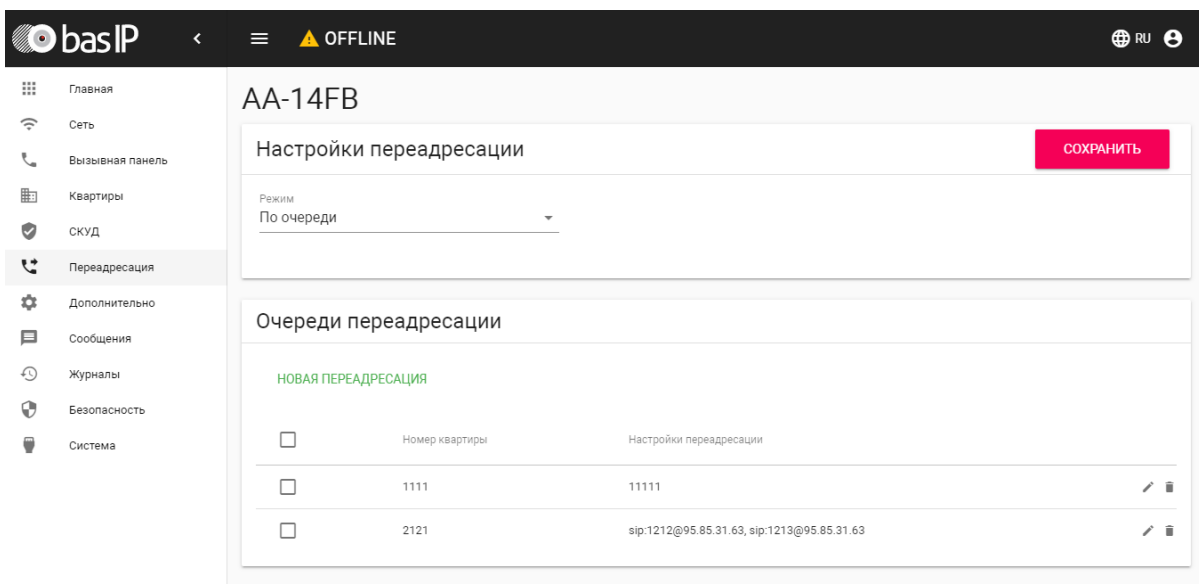 bas IP
OFFLINE
RU
Главная
Сеть
Вызывная панель
Квартиры
СКУД
Переадресация
Дополнительно
Сообщения
Журналы
Безопасность
Система
AA-14FB
Настройки переадресации
СОХРАНИТЬ
Режим
По очереди
Очереди переадресации
НОВАЯ ПЕРЕАДРЕСАЦИЯ
Номер квартиры Настройки переадресации
1111 11111
2121 sip:1212@95.85.31.63, sip:1213@95.85.31.63